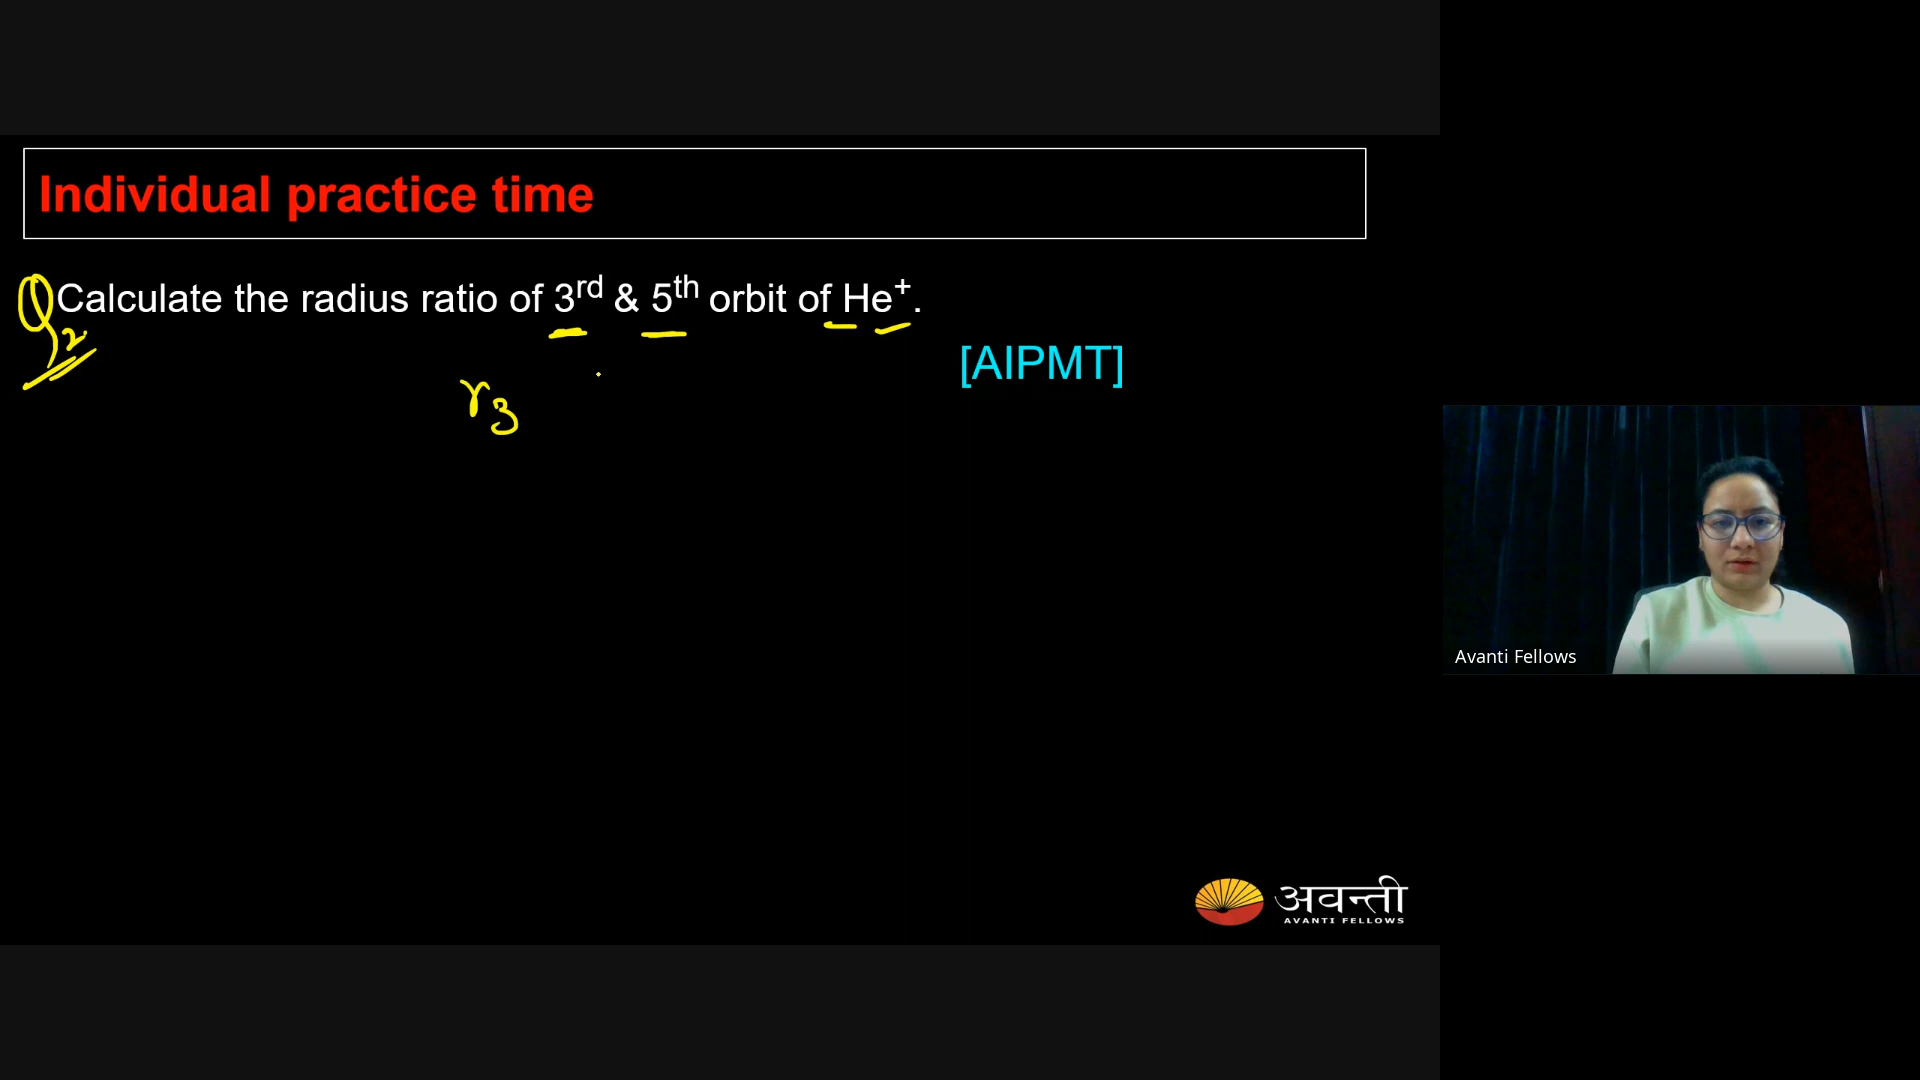 Individual practice time
Q2 Calculate the radius ratio of 3rd & 5th orbit of He+.
[AIPMT]
r3
Avanti Fellows
अवन्ती
AVANTI FELLOWS